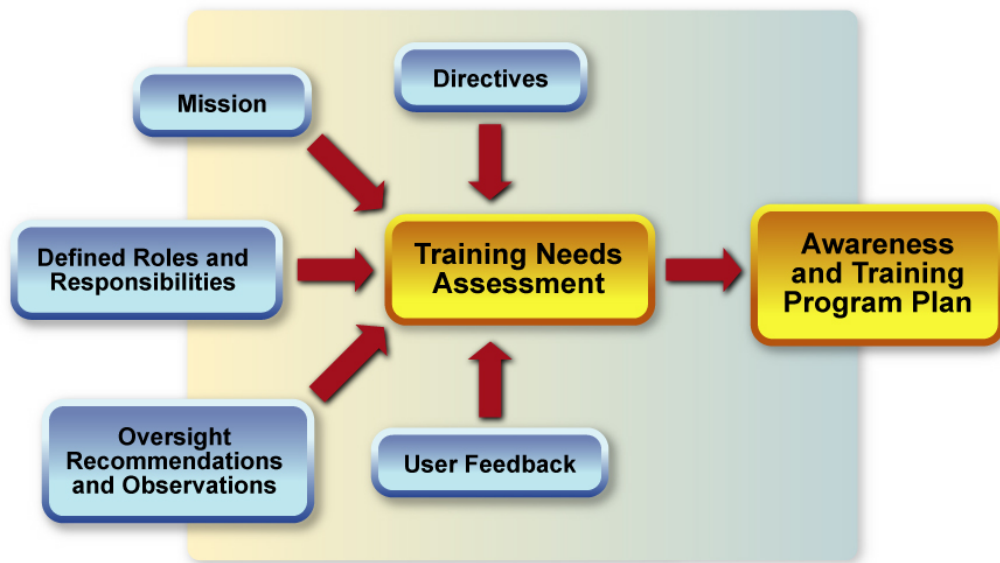 Mission
Directives
Defined Roles and
Responsibilities
Training Needs
Assessment
Awareness
and Training
Program Plan
Oversight
Recommendations
and Observations
User Feedback